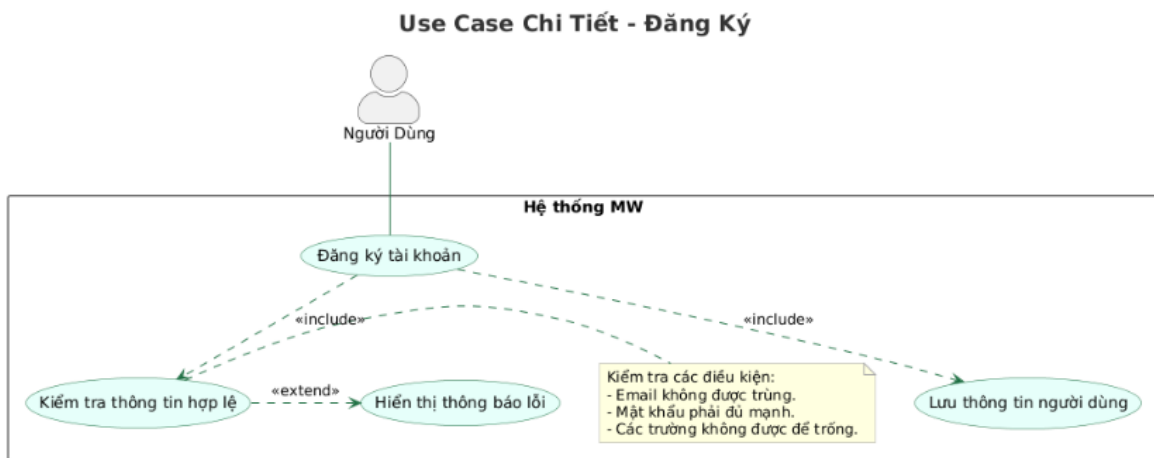 Use Case Chi Tiết - Đăng Ký
Người Dùng
Hệ thống MW
Đăng ký tài khoản
«include»
«include»
Kiểm tra thông tin hợp lệ
«extend»
Hiển thị thông báo lỗi
Kiểm tra các điều kiện:
- Email không được trùng.
- Mật khẩu phải đủ mạnh.
- Các trường không được để trống.
Lưu thông tin người dùng